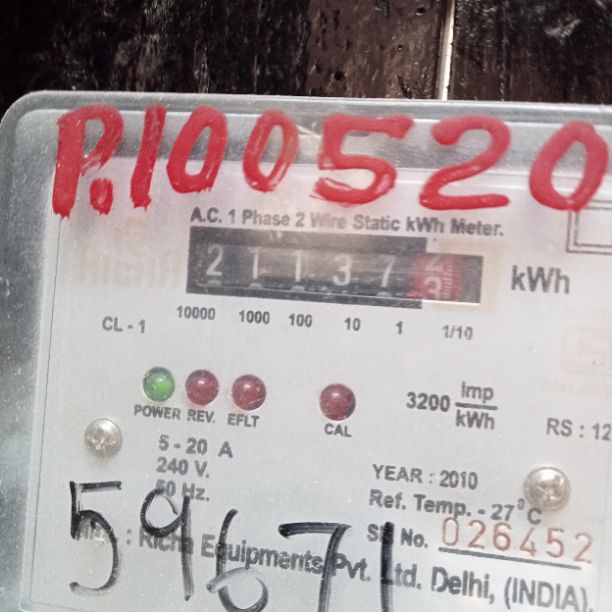 P.100520
A.C. 1 Phase 2 Wire Static kWh Meter.
2 1 1 3 7 2 kWh
3
10000 1000 100 10 1 1/10
CL - 1
POWER REV. EFLT CAL
3200 imp/kWh
RS : 12
5 - 20 A
240 V.
50 Hz.
YEAR : 2010
Ref. Temp. - 27°C
No. 026452
: Richa Equipments Pvt. Ltd. Delhi, (INDIA).
59671